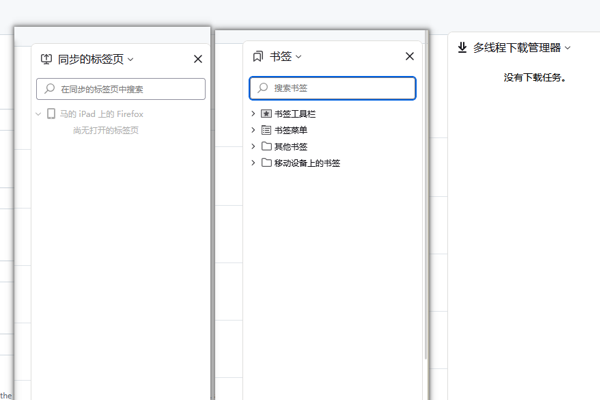 同步的标签页
在同步的标签页中搜索
马的 iPad 上的 Firefox
尚无打开的标签页
书签
搜索书签
书签工具栏
书签菜单
其他书签
移动设备上的书签
多线程下载管理器
没有下载任务。
the